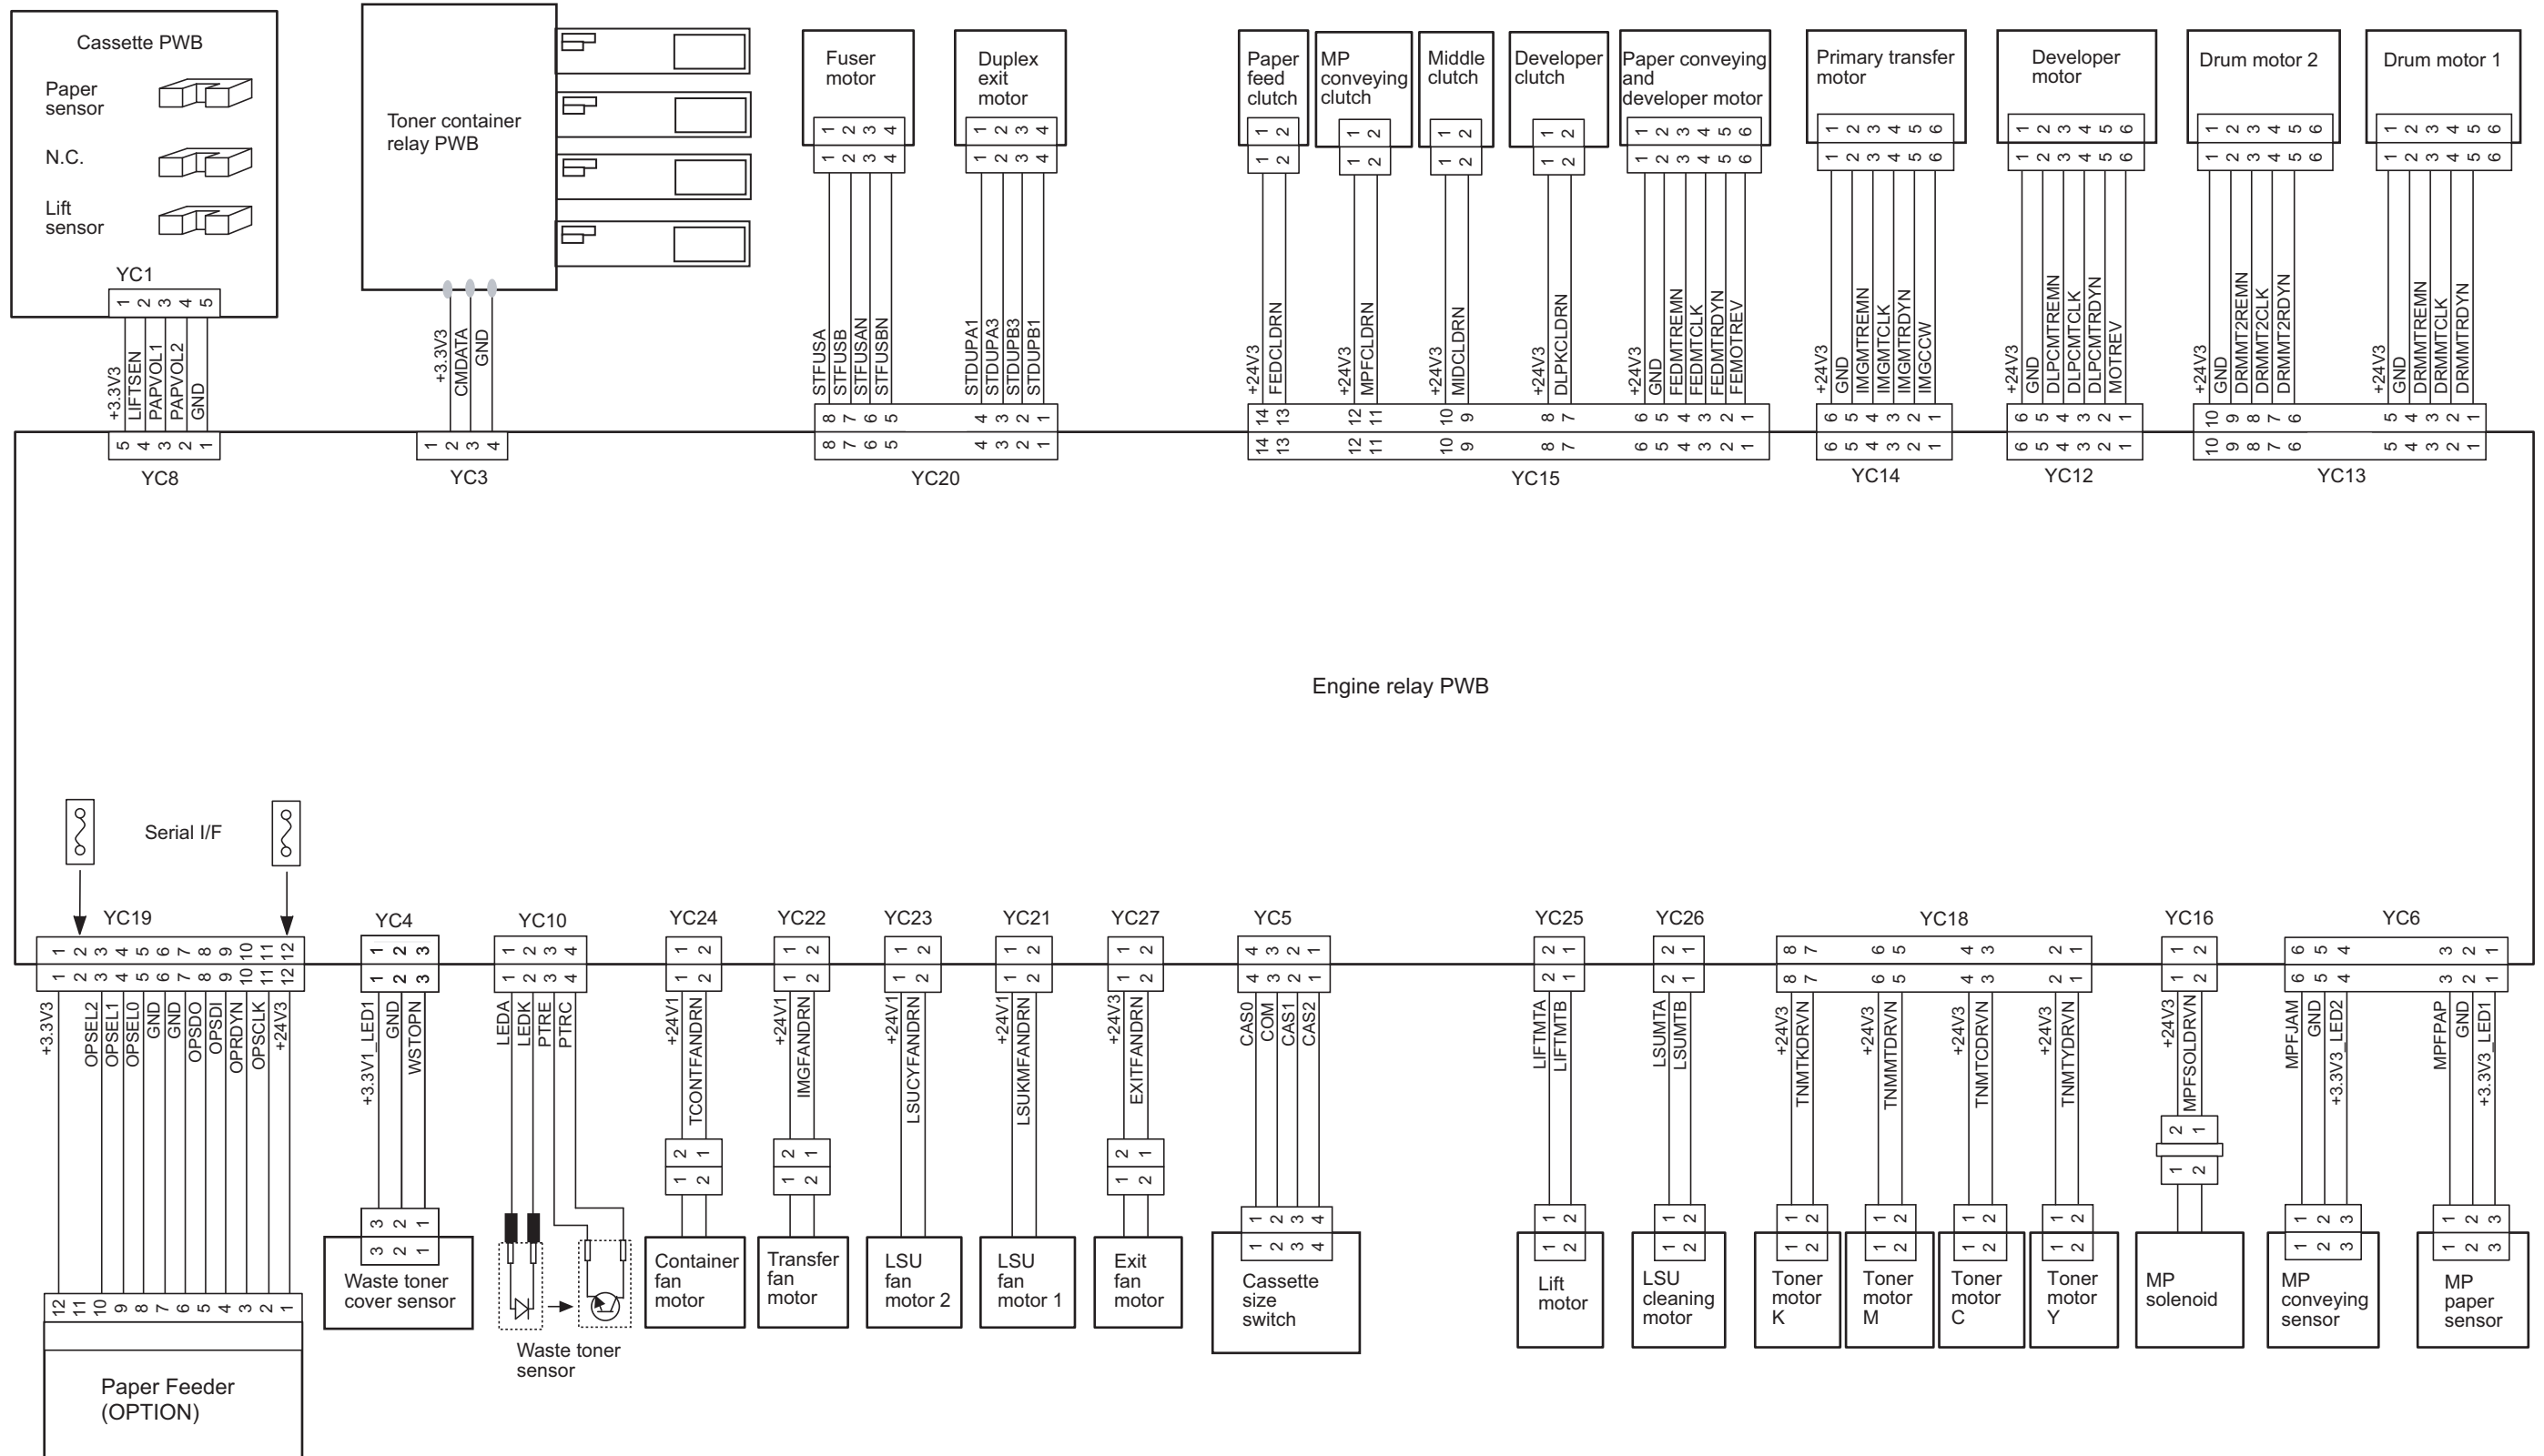 Cassette PWB
Paper
sensor
N.C.
Lift
sensor
YC1
1 2 3 4 5
+3.3V3
LIFTSEN
PAPVOL1
PAPVOL2
GND
5 4 3 2 1
YC8
Toner container
relay PWB
+3.3V3
CMDATA
GND
1 2 3 4
YC3
Fuser
motor
1 2 3 4
1 2 3 4
STFUSA
STFUSB
STFUSAN
STFUSBN
Duplex
exit
motor
1 2 3 4
1 2 3 4
STDUPA1
STDUPA3
STDUPB3
STDUPB1
8 7 6 5 4 3 2 1
8 7 6 5 4 3 2 1
YC20
Paper
feed
clutch
1 2
1 2
+24V3
FEDCLDRN
MP
conveying
clutch
1 2
1 2
+24V3
MPFCLDRN
Middle
clutch
1 2
1 2
+24V3
MIDCLDRN
Developer
clutch
1 2
1 2
+24V3
DLPKCLDRN
Paper conveying
and
developer motor
1 2 3 4 5 6
1 2 3 4 5 6
+24V3
GND
FEDMTREMN
FEDMTCLK
FEDMTRDYN
FEMOTREV
14 13 12 11 10 9 8 7 6 5 4 3 2 1
14 13 12 11 10 9 8 7 6 5 4 3 2 1
YC15
Primary transfer
motor
1 2 3 4 5 6
1 2 3 4 5 6
+24V3
GND
IMGMTREMN
IMGMTCLK
IMGMTRDYN
IMGCCW
6 5 4 3 2 1
6 5 4 3 2 1
YC14
Developer
motor
1 2 3 4 5 6
1 2 3 4 5 6
+24V3
GND
DLPCMTREMN
DLPCMTCLK
DLPCMTRDYN
MOTREV
6 5 4 3 2 1
6 5 4 3 2 1
YC12
Drum motor 2
1 2 3 4 5 6
1 2 3 4 5 6
+24V3
GND
DRMMT2REMN
DRMMT2CLK
DRMMT2RDYN
Drum motor 1
1 2 3 4 5 6
1 2 3 4 5 6
+24V3
GND
DRMMTREMN
DRMMTCLK
DRMMTRDYN
10 9 8 7 6 5 4 3 2 1
10 9 8 7 6 5 4 3 2 1
YC13
Engine relay PWB
Serial I/F
YC19
1 2 3 4 5 6 7 8 9 10 11 12
1 2 3 4 5 6 7 8 9 10 11 12
+3.3V3
OPSEL2
OPSEL1
OPSEL0
GND
GND
OPSDO
OPSDI
OPRDYN
OPSCLK
+24V3
12 11 10 9 8 7 6 5 4 3 2 1
Paper Feeder
(OPTION)
YC4
1 2 3
1 2 3
+3.3V1_LED1
GND
WSTOPN
3 2 1
3 2 1
Waste toner
cover sensor
YC10
1 2 3 4
1 2 3 4
LEDA
LEDK
PTRE
PTRC
Waste toner
sensor
YC24
1 2
1 2
+24V1
TCONTFANDRN
2 1
1 2
Container
fan
motor
YC22
1 2
1 2
+24V1
IMGFANDRN
2 1
1 2
Transfer
fan
motor
YC23
1 2
1 2
+24V1
LSUCYFANDRN
LSU
fan
motor 2
YC21
1 2
1 2
+24V1
LSUKMFANDRN
LSU
fan
motor 1
YC27
1 2
1 2
+24V3
EXITFANDRN
2 1
1 2
Exit
fan
motor
YC5
4 3 2 1
4 3 2 1
CAS0
COM
CAS1
CAS2
1 2 3 4
1 2 3 4
Cassette
size
switch
YC25
2 1
2 1
LIFTMTA
LIFTMTB
1 2
1 2
Lift
motor
YC26
2 1
2 1
LSUMTA
LSUMTB
1 2
1 2
LSU
cleaning
motor
YC18
8 7 6 5 4 3 2 1
8 7 6 5 4 3 2 1
+24V3
TNMTKDRVN
1 2
1 2
Toner
motor
K
+24V3
TNMMTDRVN
1 2
1 2
Toner
motor
M
+24V3
TNMTCDRVN
1 2
1 2
Toner
motor
C
+24V3
TNMTYDRVN
1 2
1 2
Toner
motor
Y
YC16
1 2
1 2
+24V3
MPFSOLDRVN
2 1
1 2
MP
solenoid
YC6
6 5 4 3 2 1
6 5 4 3 2 1
MPFJAM
GND
+3.3V3_LED2
1 2 3
1 2 3
MP
conveying
sensor
MPFPAP
GND
+3.3V3_LED1
1 2 3
1 2 3
MP
paper
sensor